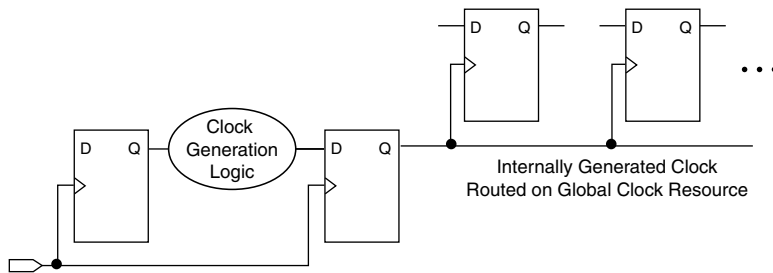 D Q D Q
Clock
Generation
Logic
D Q D Q
Internally Generated Clock
Routed on Global Clock Resource